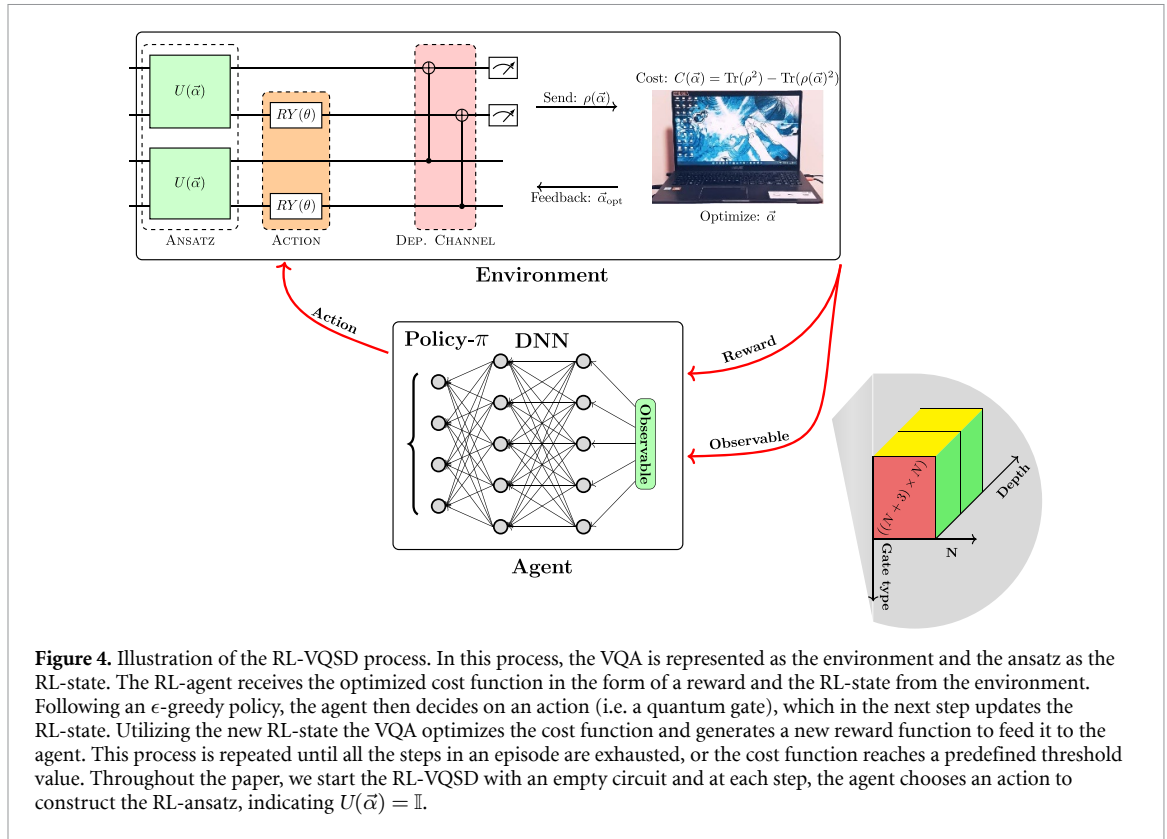 Cost: C(α⃗) = Tr(ρ²) − Tr(ρ(α⃗)²)
U(α⃗)
RY(θ)
Send: ρ(α⃗)
U(α⃗)
RY(θ)
Feedback: α⃗opt
Optimize: α⃗
ANSATZ
ACTION
DEP. CHANNEL
Environment
Action
Policy-π
DNN
Observable
Reward
Observable
Agent
((N + 3) × N)
Depth
N
Gate type
Figure 4. Illustration of the RL-VQSD process. In this process, the VQA is represented as the environment and the ansatz as the
RL-state. The RL-agent receives the optimized cost function in the form of a reward and the RL-state from the environment.
Following an ϵ-greedy policy, the agent then decides on an action (i.e. a quantum gate), which in the next step updates the
RL-state. Utilizing the new RL-state the VQA optimizes the cost function and generates a new reward function to feed it to the
agent. This process is repeated until all the steps in an episode are exhausted, or the cost function reaches a predefined threshold
value. Throughout the paper, we start the RL-VQSD with an empty circuit and at each step, the agent chooses an action to
construct the RL-ansatz, indicating U(α⃗) = 𝕀.